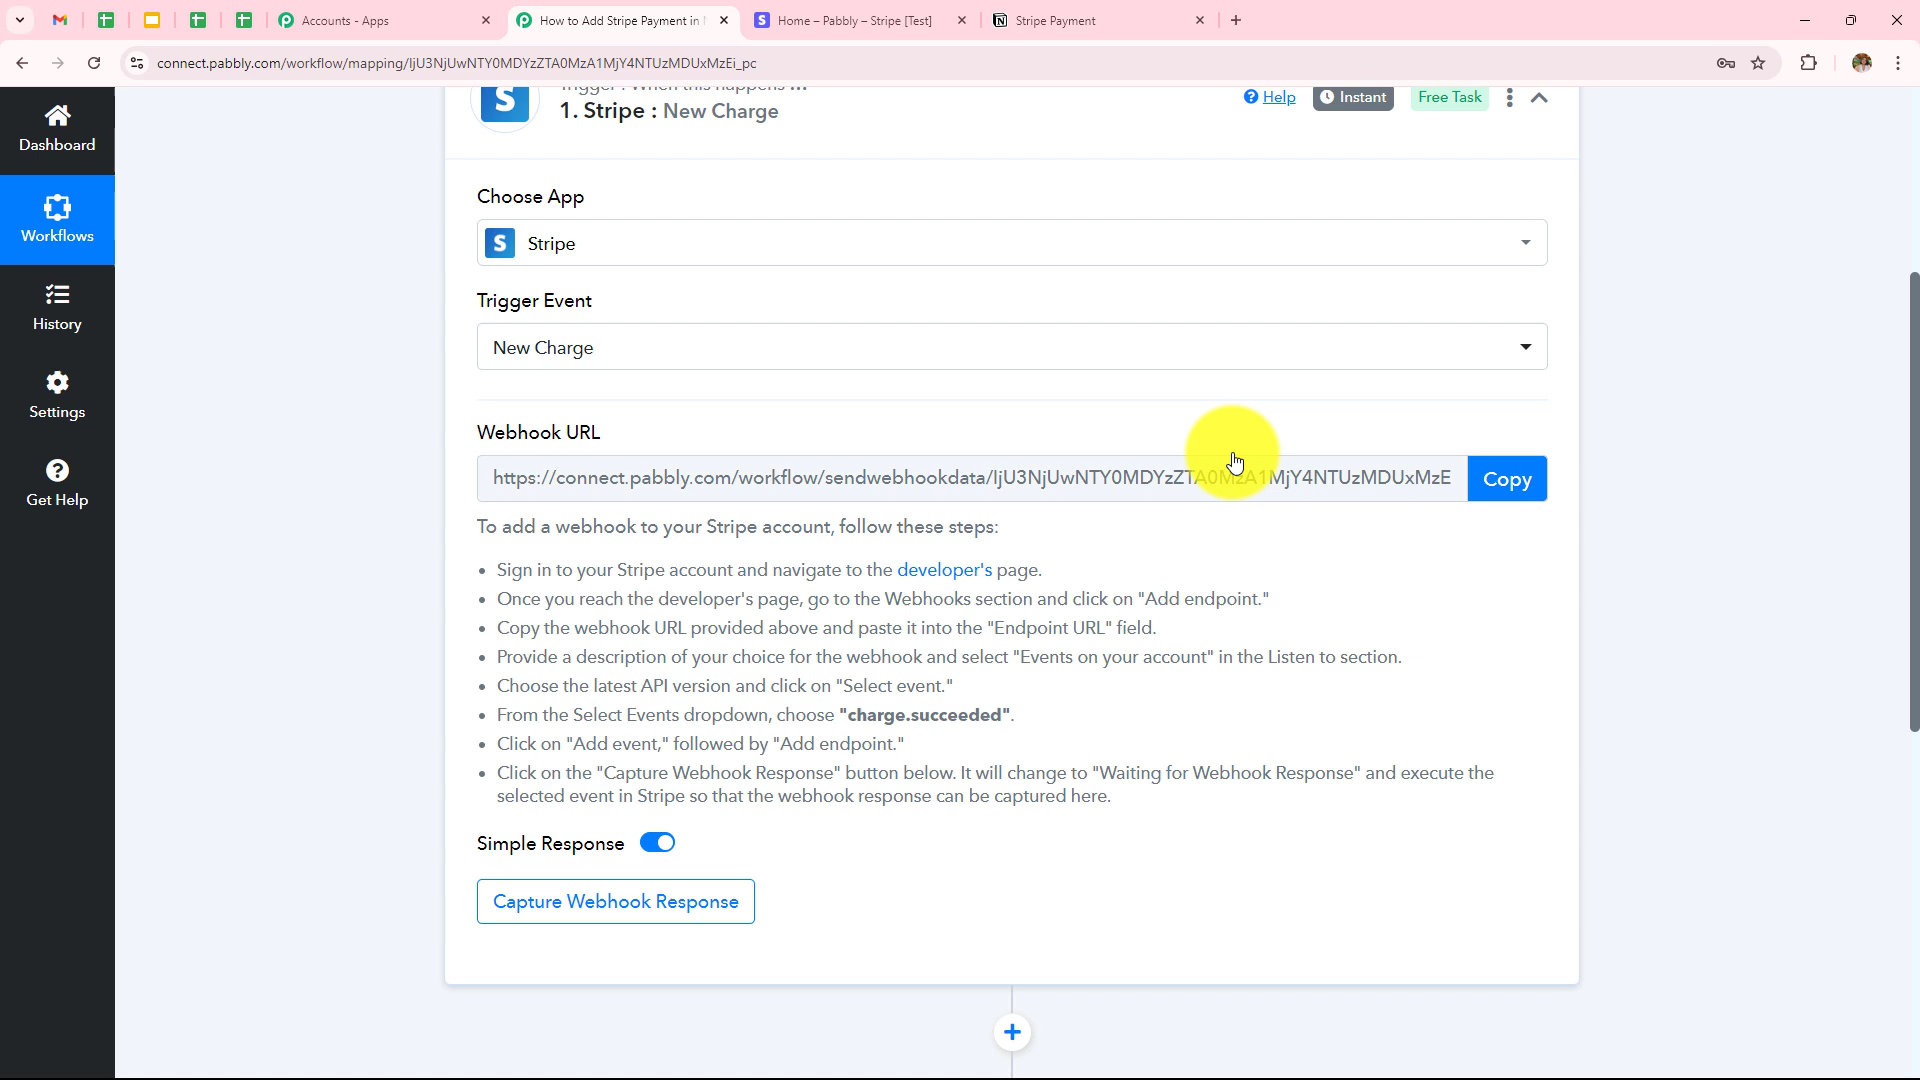 Accounts - Apps
How to Add Stripe Payment in
Home – Pabbly – Stripe [Test]
Stripe Payment
connect.pabbly.com/workflow/mapping/IjU3NjUwNTY0MDYzZTA0MzA1MjY4NTUzMDUxMzEi_pc
Dashboard
Workflows
History
Settings
Get Help
Trigger : When this happens ...
1. Stripe : New Charge
Help
Instant
Free Task
Choose App
Stripe
Trigger Event
New Charge
Webhook URL
https://connect.pabbly.com/workflow/sendwebhookdata/IjU3NjUwNTY0MDYzZTA0MzA1MjY4NTUzMDUxMzE
Copy
To add a webhook to your Stripe account, follow these steps:
• Sign in to your Stripe account and navigate to the developer's page.
• Once you reach the developer's page, go to the Webhooks section and click on "Add endpoint."
• Copy the webhook URL provided above and paste it into the "Endpoint URL" field.
• Provide a description of your choice for the webhook and select "Events on your account" in the Listen to section.
• Choose the latest API version and click on "Select event."
• From the Select Events dropdown, choose "charge.succeeded".
• Click on "Add event," followed by "Add endpoint."
• Click on the "Capture Webhook Response" button below. It will change to "Waiting for Webhook Response" and execute the
selected event in Stripe so that the webhook response can be captured here.
Simple Response
Capture Webhook Response